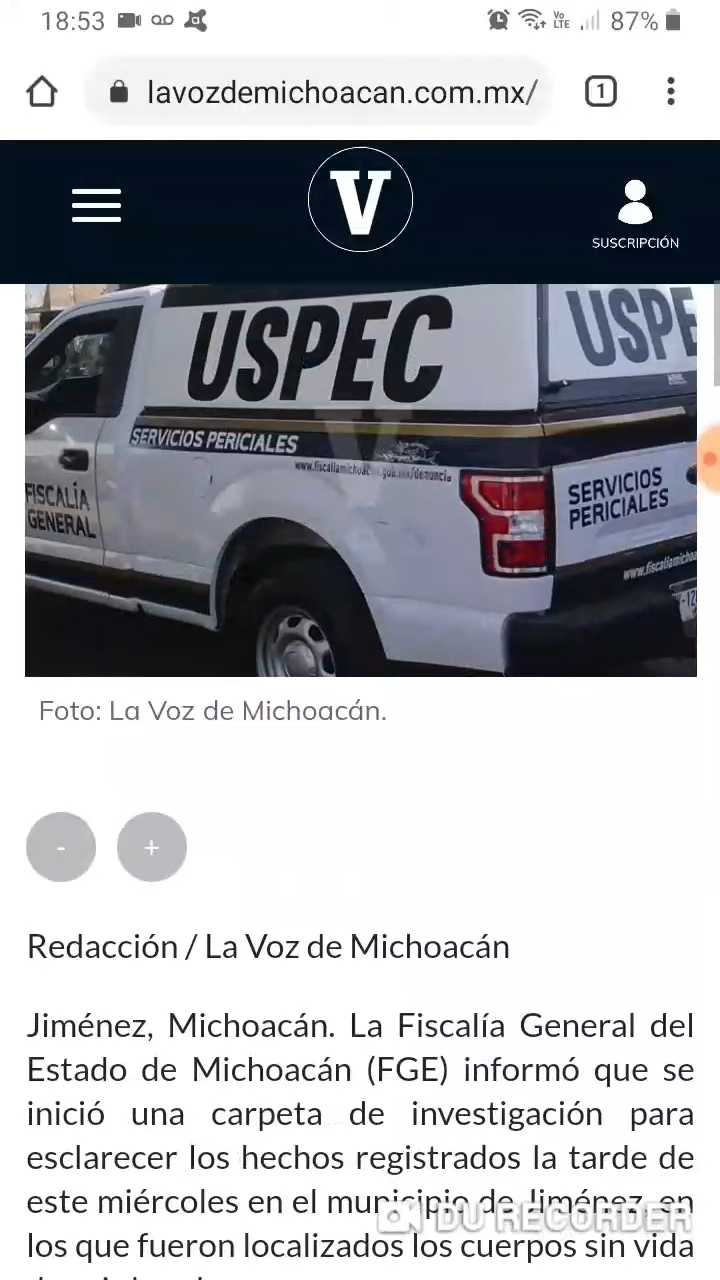 18:53
Vo LTE
87%
lavozdemichoacan.com.mx/
1
V
SUSCRIPCIÓN
USPEC
USPE
SERVICIOS PERICIALES
FISCALÍA
GENERAL
SERVICIOS
PERICIALES
Foto: La Voz de Michoacán.
- +
Redacción / La Voz de Michoacán
Jiménez, Michoacán. La Fiscalía General del
Estado de Michoacán (FGE) informó que se
inició una carpeta de investigación para
esclarecer los hechos registrados la tarde de
este miércoles en el municipio de Jiménez, en
DU RECORDER
los que fueron localizados los cuerpos sin vida